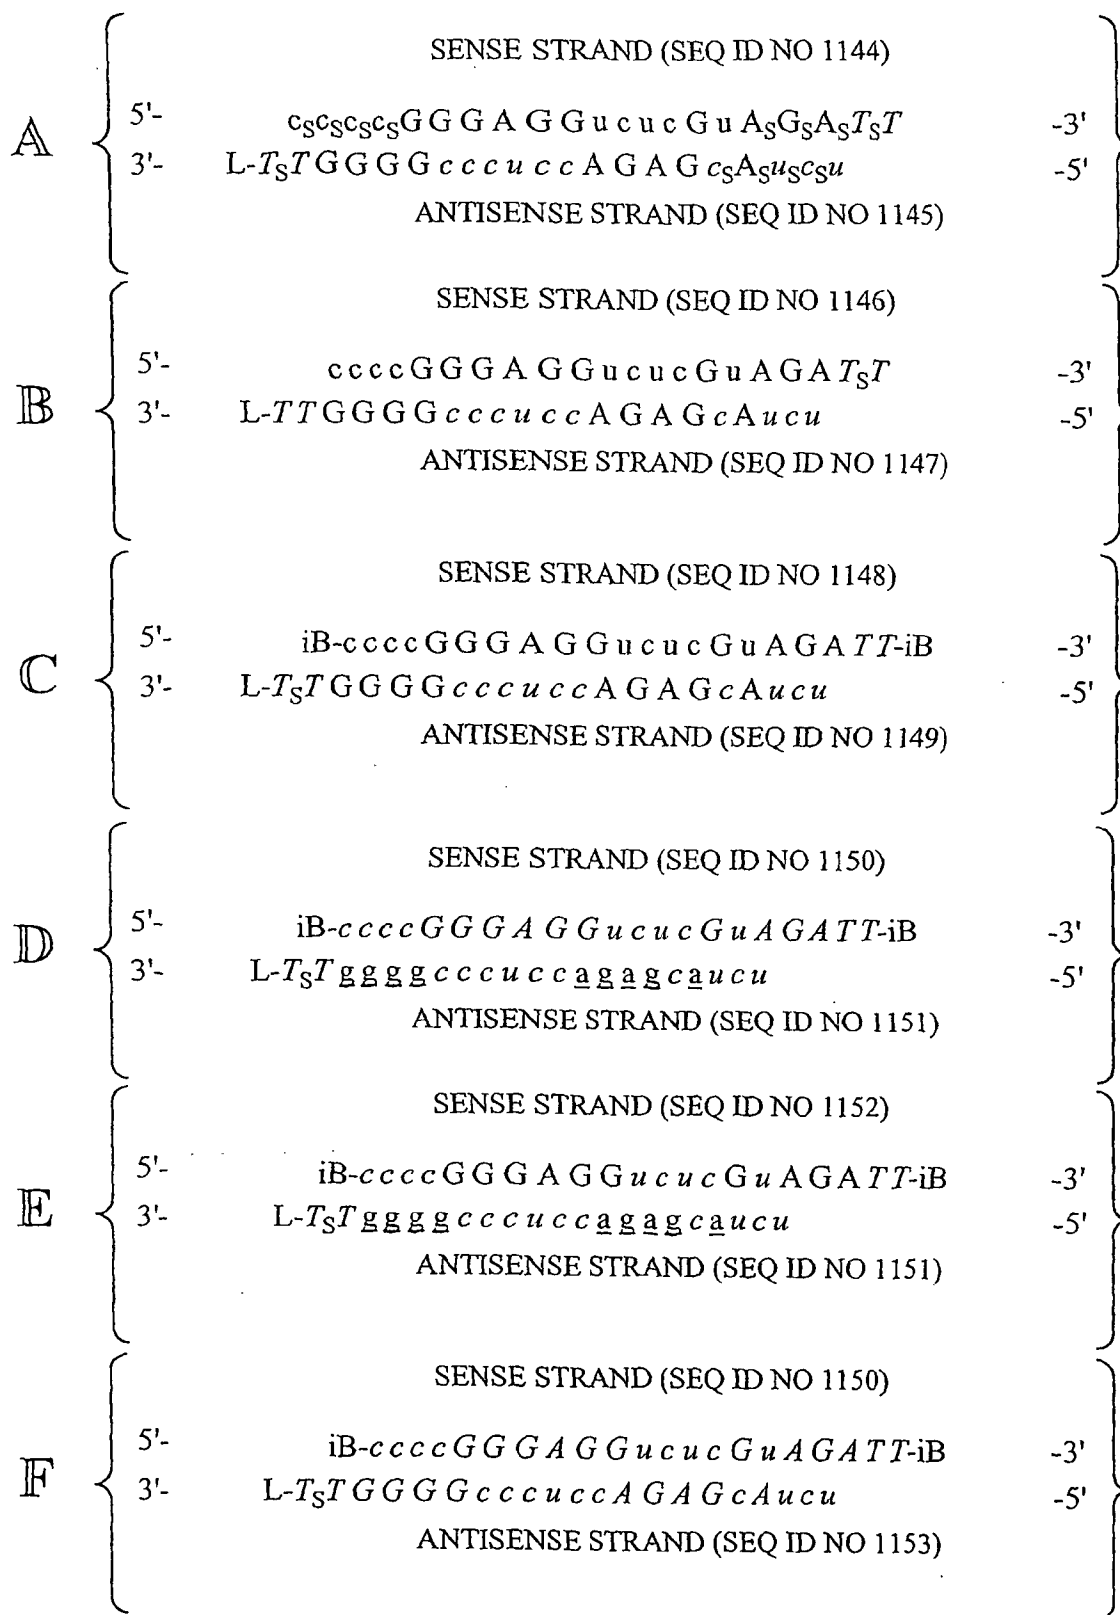 SENSE STRAND (SEQ ID NO 1144)
A
5'- cScScScSGGGAGGucucGuASGSASTST -3'
3'- L-TSTGGGGcccuccAGAGcSASuScSu -5'
ANTISENSE STRAND (SEQ ID NO 1145)
SENSE STRAND (SEQ ID NO 1146)
B
5'- ccccGGGAGGucucGuAGATST -3'
3'- L-TTGGGGcccuccAGAGcAucu -5'
ANTISENSE STRAND (SEQ ID NO 1147)
SENSE STRAND (SEQ ID NO 1148)
C
5'- iB-ccccGGGAGGucucGuAGATT-iB -3'
3'- L-TSTGGGGcccuccAGAGcAucu -5'
ANTISENSE STRAND (SEQ ID NO 1149)
SENSE STRAND (SEQ ID NO 1150)
D
5'- iB-ccccGGGAGGucucGuAGATT-iB -3'
3'- L-TSTggggcccuccagagcaucu -5'
ANTISENSE STRAND (SEQ ID NO 1151)
SENSE STRAND (SEQ ID NO 1152)
E
5'- iB-ccccGGGAGGucucGuAGATT-iB -3'
3'- L-TSTggggcccuccagagcaucu -5'
ANTISENSE STRAND (SEQ ID NO 1151)
SENSE STRAND (SEQ ID NO 1150)
F
5'- iB-ccccGGGAGGucucGuAGATT-iB -3'
3'- L-TSTGGGGcccuccAGAGcAucu -5'
ANTISENSE STRAND (SEQ ID NO 1153)